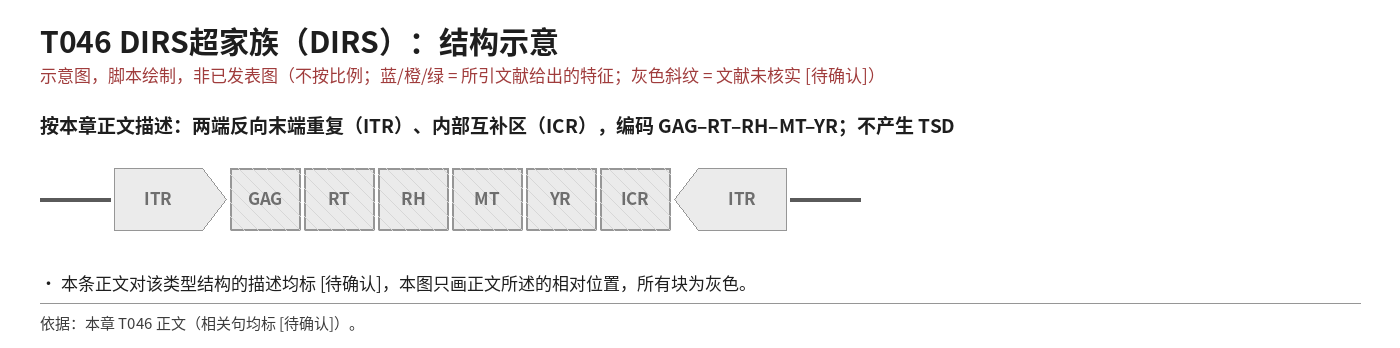 T046 DIRS超家族（DIRS）：结构示意
示意图，脚本绘制，非已发表图（不按比例；蓝/橙/绿 = 所引文献给出的特征；灰色斜纹 = 文献未核实 [待确认]）
按本章正文描述：两端反向末端重复（ITR）、内部互补区（ICR），编码 GAG–RT–RH–MT–YR；不产生 TSD
ITR GAG RT RH MT YR ICR ITR
• 本条正文对该类型结构的描述均标 [待确认]，本图只画正文所述的相对位置，所有块为灰色。
依据：本章 T046 正文（相关句均标 [待确认]）。